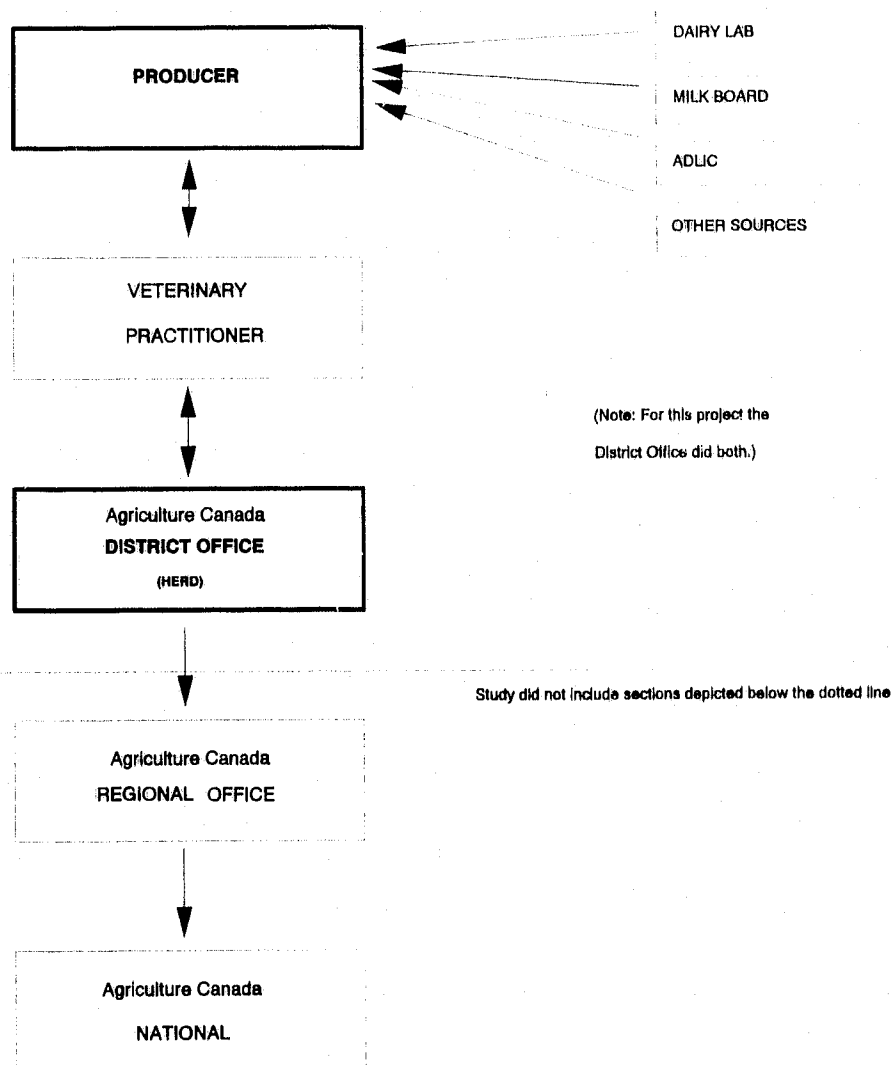 PRODUCER
DAIRY LAB
MILK BOARD
ADLIC
OTHER SOURCES
VETERINARY
PRACTITIONER
(Note: For this project the
District Office did both.)
Agriculture Canada
DISTRICT OFFICE
(HERD)
Study did not include sections depicted below the dotted line
Agriculture Canada
REGIONAL OFFICE
Agriculture Canada
NATIONAL